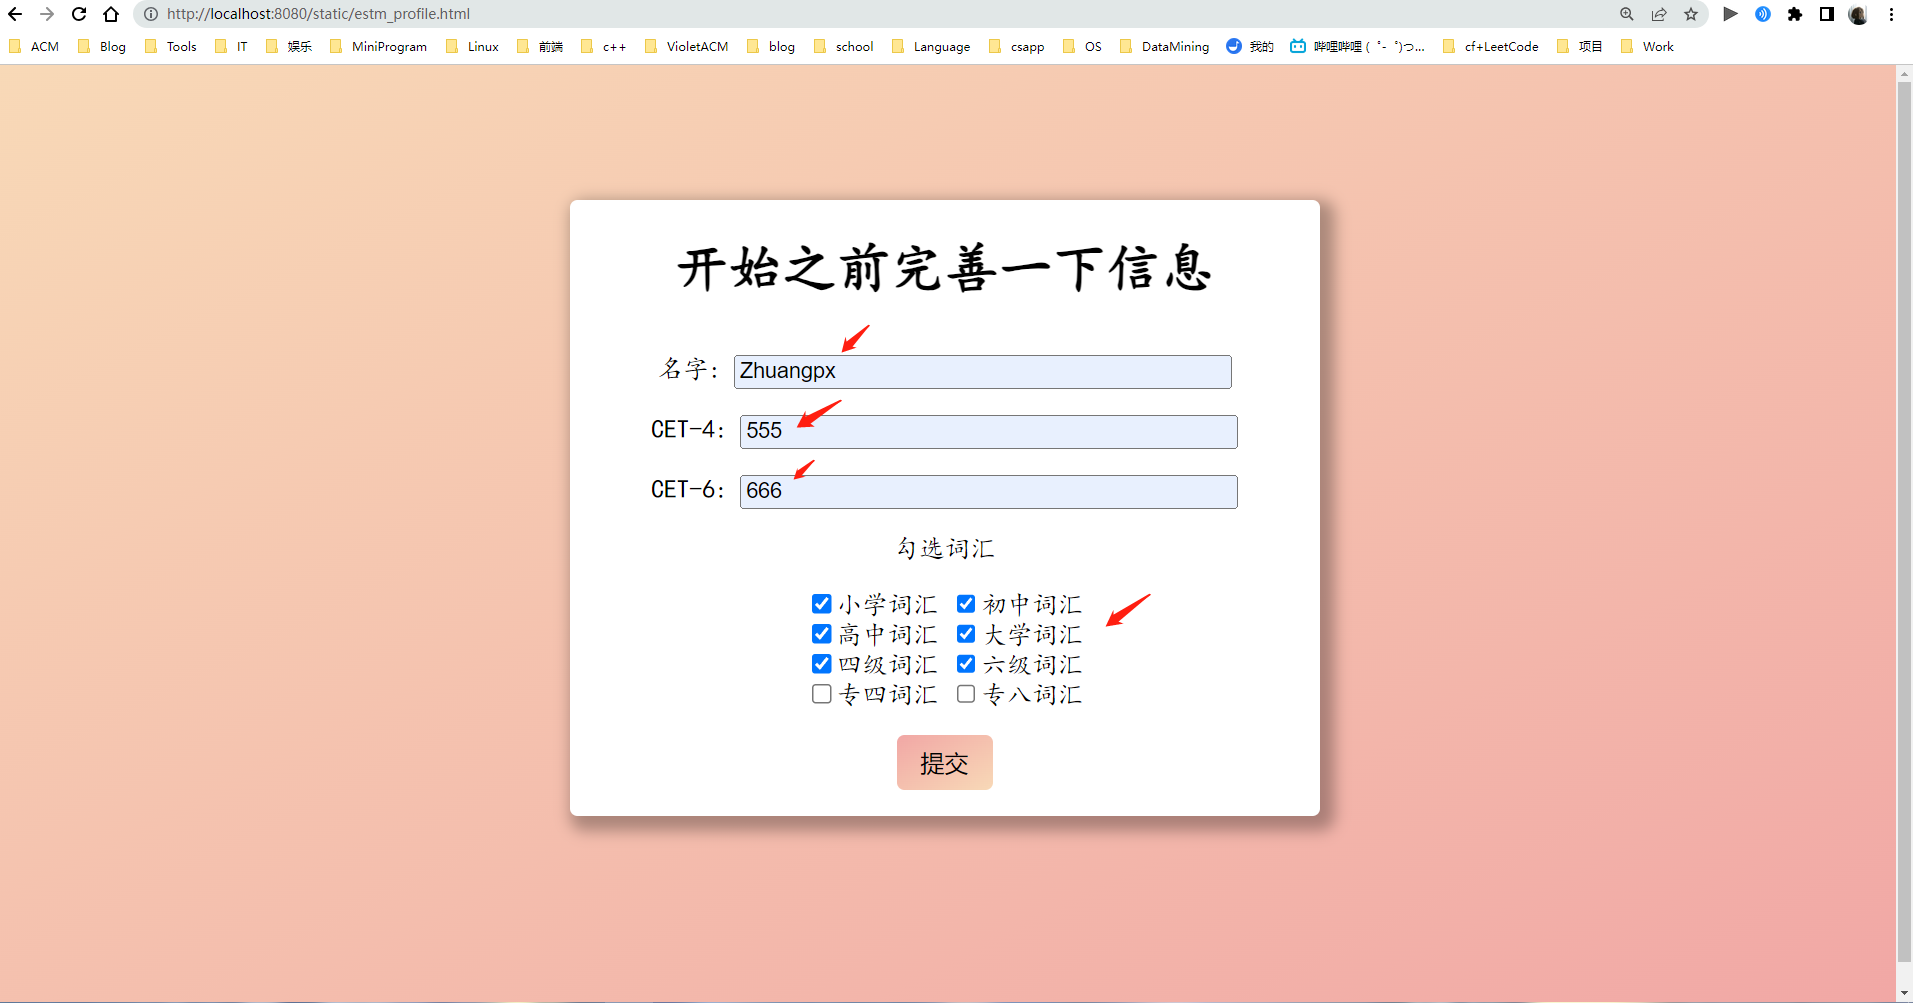 http://localhost:8080/static/estm_profile.html
ACM Blog Tools IT 娱乐 MiniProgram Linux 前端 c++ VioletACM blog school Language csapp OS DataMining 我的 哔哩哔哩 (゜-゜)つ... cf+LeetCode 项目 Work
开始之前完善一下信息
名字: Zhuangpx
CET-4: 555
CET-6: 666
勾选词汇
小学词汇 初中词汇
高中词汇 大学词汇
四级词汇 六级词汇
专四词汇 专八词汇
提交